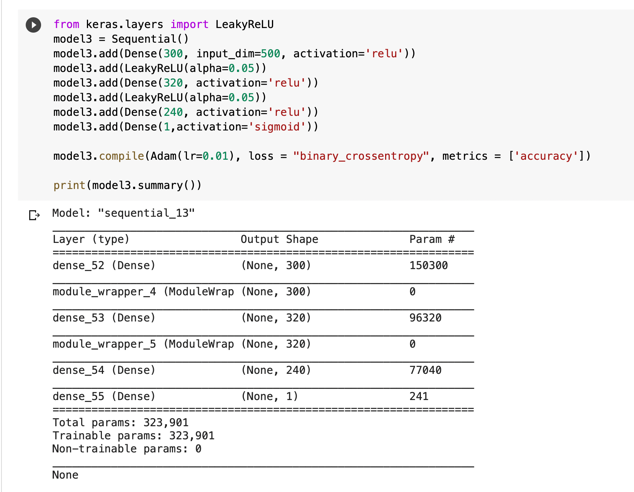 from keras.layers import LeakyReLU
model3 = Sequential()
model3.add(Dense(300, input_dim=500, activation='relu'))
model3.add(LeakyReLU(alpha=0.05))
model3.add(Dense(320, activation='relu'))
model3.add(LeakyReLU(alpha=0.05))
model3.add(Dense(240, activation='relu'))
model3.add(Dense(1,activation='sigmoid'))
model3.compile(Adam(lr=0.01), loss = "binary_crossentropy", metrics = ['accuracy'])
print(model3.summary())
Model: "sequential_13"
_________________________________________________________________
Layer (type) Output Shape Param #
=================================================================
dense_52 (Dense) (None, 300) 150300
_________________________________________________________________
module_wrapper_4 (ModuleWrap (None, 300) 0
_________________________________________________________________
dense_53 (Dense) (None, 320) 96320
_________________________________________________________________
module_wrapper_5 (ModuleWrap (None, 320) 0
_________________________________________________________________
dense_54 (Dense) (None, 240) 77040
_________________________________________________________________
dense_55 (Dense) (None, 1) 241
=================================================================
Total params: 323,901
Trainable params: 323,901
Non-trainable params: 0
_________________________________________________________________
None